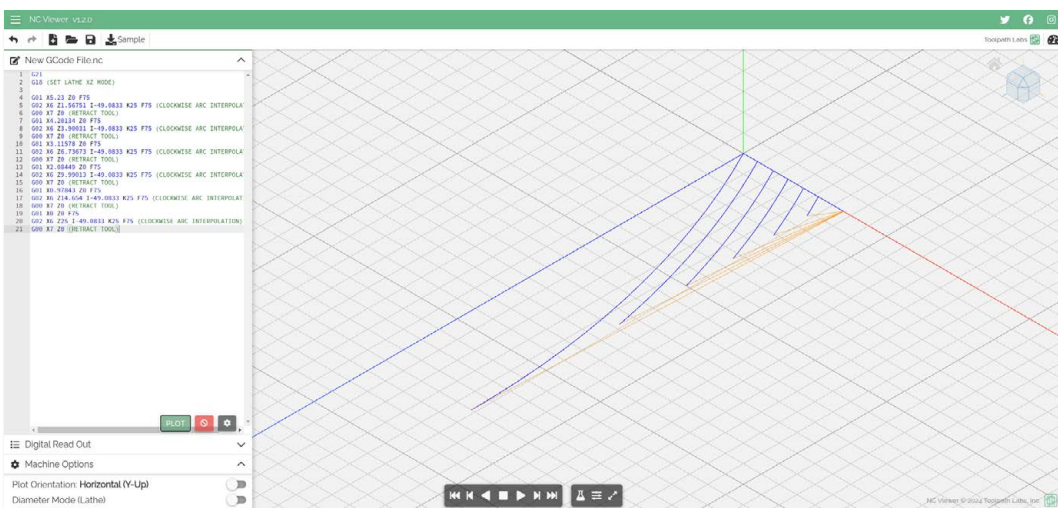 NC Viewer v1.2.0
Sample
Toolpath Labs
New GCode File.nc
1 G21
2 G18 (SET LATHE XZ MODE)
3
4 G01 X5.23 Z0 F75
5 G02 X6 Z1.56751 I-49.0833 K25 F75 (CLOCKWISE ARC INTERPOLA
6 G00 X7 Z0 (RETRACT TOOL)
7 G01 X4.20134 Z0 F75
8 G02 X6 Z3.90031 I-49.0833 K25 F75 (CLOCKWISE ARC INTERPOLA
9 G00 X7 Z0 (RETRACT TOOL)
10 G01 X3.11578 Z0 F75
11 G02 X6 Z6.73673 I-49.0833 K25 F75 (CLOCKWISE ARC INTERPOLA
12 G00 X7 Z0 (RETRACT TOOL)
13 G01 X2.08449 Z0 F75
14 G02 X6 Z9.99013 I-49.0833 K25 F75 (CLOCKWISE ARC INTERPOLA
15 G00 X7 Z0 (RETRACT TOOL)
16 G01 X0.97843 Z0 F75
17 G02 X6 Z14.654 I-49.0833 K25 F75 (CLOCKWISE ARC INTERPOLAT
18 G00 X7 Z0 (RETRACT TOOL)
19 G01 X0 Z0 F75
20 G02 X6 Z25 I-49.0833 K25 F75 (CLOCKWISE ARC INTERPOLATION)
21 G00 X7 Z0 (RETRACT TOOL)
PLOT
Digital Read Out
Machine Options
Plot Orientation: Horizontal (Y-Up)
Diameter Mode (Lathe)
NC Viewer © 2024 Toolpath Labs, Inc.